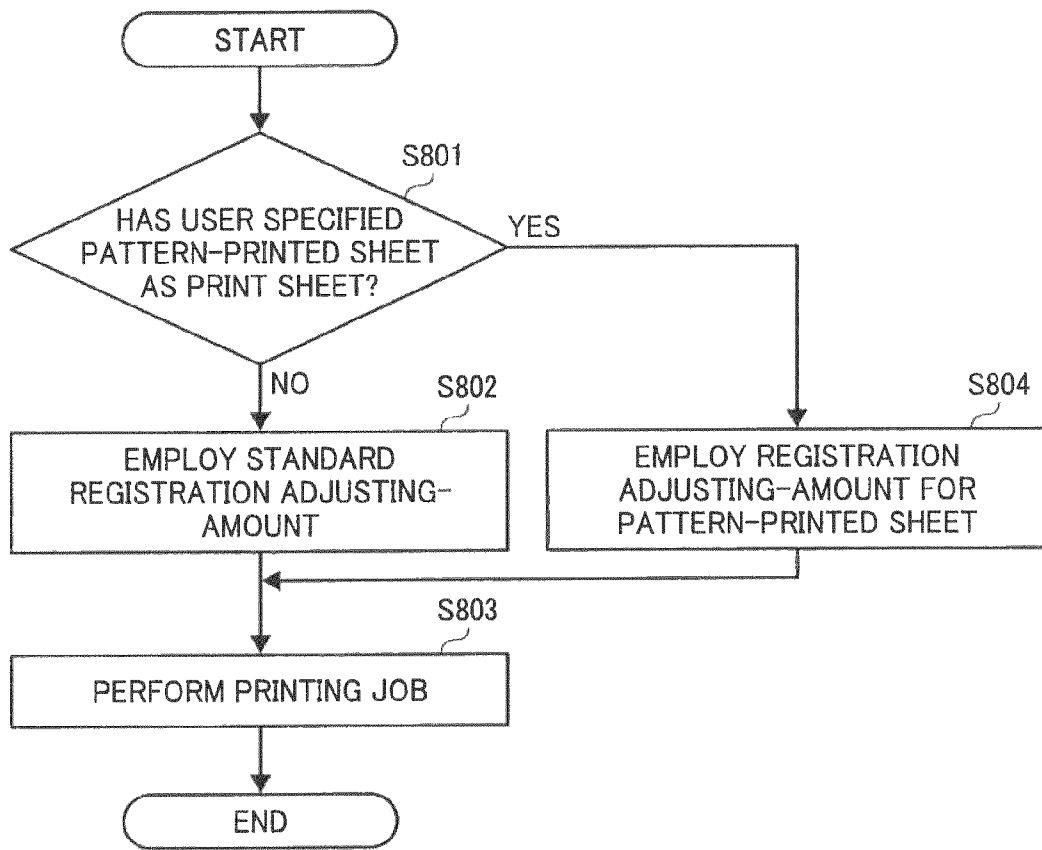 START
S801
HAS USER SPECIFIED
PATTERN-PRINTED SHEET
AS PRINT SHEET?
YES
NO
S802
EMPLOY STANDARD
REGISTRATION ADJUSTING-
AMOUNT
S804
EMPLOY REGISTRATION
ADJUSTING-AMOUNT FOR
PATTERN-PRINTED SHEET
S803
PERFORM PRINTING JOB
END